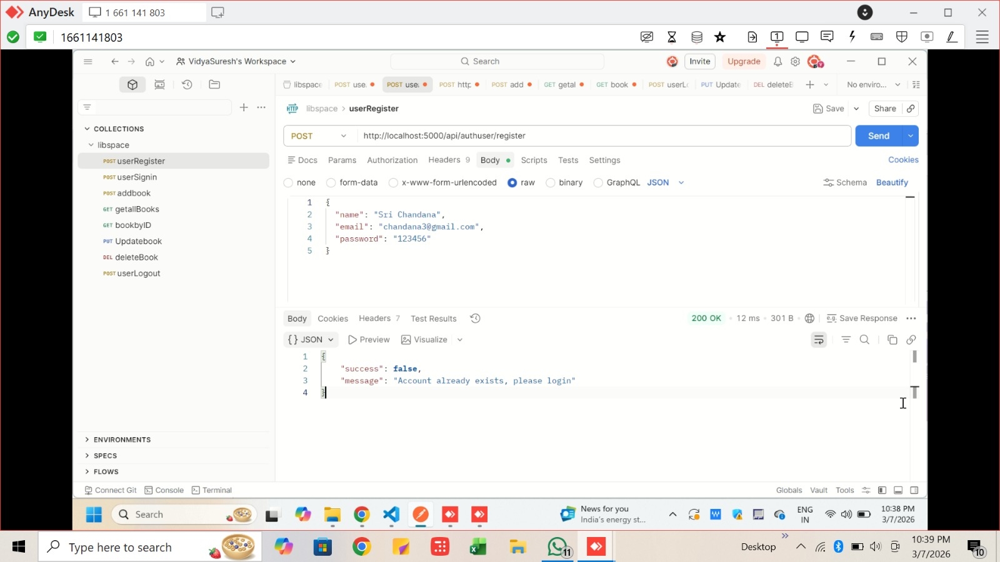 AnyDesk
1 661 141 803
1661141803
VidyaSuresh's Workspace
Search
Invite
Upgrade
libspace
POST use.
POST use.
POST http
POST add
GET getal
GET book
POST userLo
PUT Update
DEL deleteB
No enviro...
HTTP
libspace > userRegister
Save
Share
COLLECTIONS
libspace
POST userRegister
POST userSignin
POST addbook
GET getallBooks
GET bookbyID
PUT Updatebook
DEL deleteBook
POST userLogout
ENVIRONMENTS
SPECS
FLOWS
POST
http://localhost:5000/api/authuser/register
Send
Docs
Params
Authorization
Headers 9
Body
Scripts
Tests
Settings
Cookies
none
form-data
x-www-form-urlencoded
raw
binary
GraphQL
JSON
Schema
Beautify
1 {
2 "name": "Sri Chandana",
3 "email": "chandana3@gmail.com",
4 "password": "123456"
5 }
Body
Cookies
Headers 7
Test Results
200 OK • 12 ms • 301 B
e.g. Save Response
{} JSON
Preview
Visualize
1 {
2 "success": false,
3 "message": "Account already exists, please login"
4 }
Connect Git
Console
Terminal
Globals
Vault
Tools
Search
News for you
India's energy st...
ENG
IN
10:38 PM
3/7/2026
Type here to search
11
Desktop
10:39 PM
3/7/2026
10